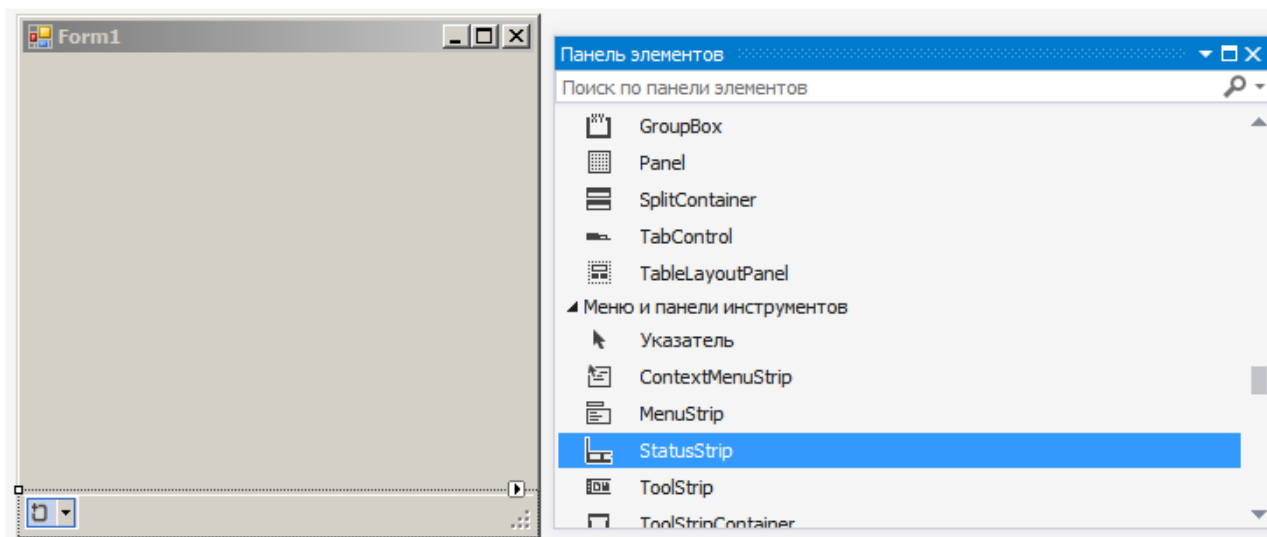 Form1
Панель элементов
Поиск по панели элементов
GroupBox
Panel
SplitContainer
TabControl
TableLayoutPanel
Меню и панели инструментов
Указатель
ContextMenuStrip
MenuStrip
StatusStrip
ToolStrip
ToolStripContainer